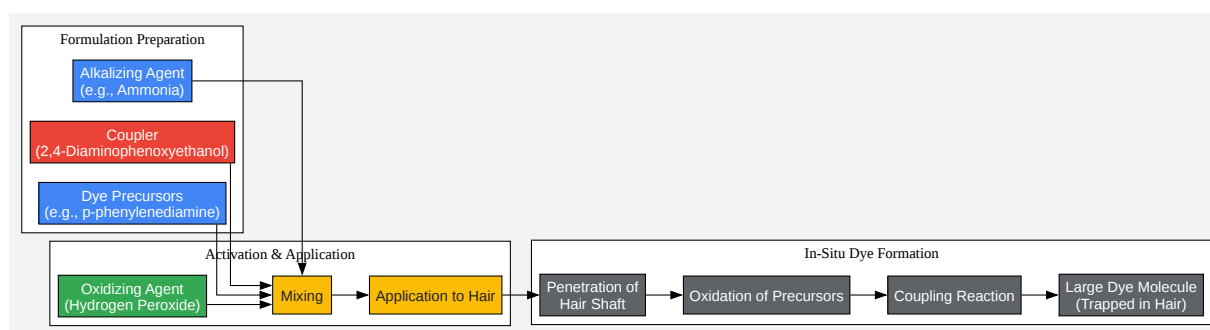 Formulation Preparation
Alkalizing Agent
(e.g., Ammonia)
Coupler
(2,4-Diaminophenoxyethanol)
Dye Precursors
(e.g., p-phenylenediamine)
Activation & Application
Oxidizing Agent
(Hydrogen Peroxide)
Mixing
Application to Hair
In-Situ Dye Formation
Penetration of
Hair Shaft
Oxidation of Precursors
Coupling Reaction
Large Dye Molecule
(Trapped in Hair)